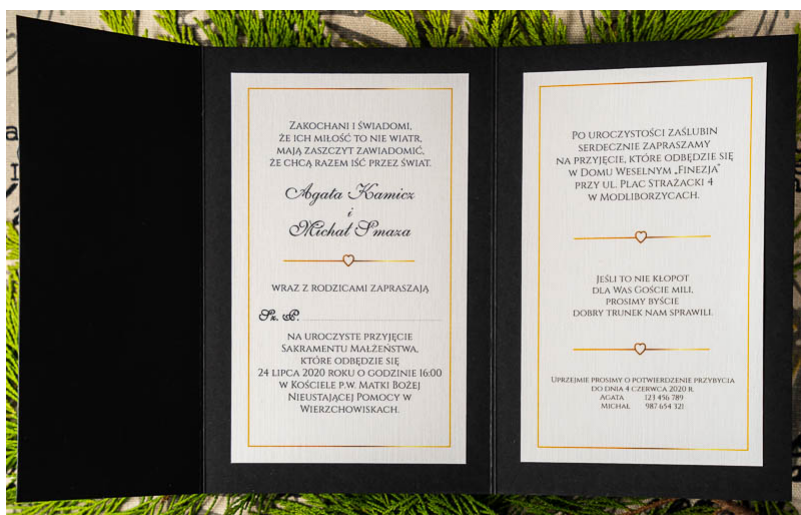 Zakochani i świadomi,
że ich miłość to nie wiatr,
mają zaszczyt zawiadomić,
że chcą razem iść przez świat.
Agata Kamicz
i
Michał Smaza
wraz z rodzicami zapraszają
Sz. P.
na uroczyste przyjęcie
Sakramentu Małżeństwa,
które odbędzie się
24 lipca 2020 roku o godzinie 16:00
w Kościele p.w. Matki Bożej
Nieustającej Pomocy w
Wierzchowiskach.
Po uroczystości zaślubin
serdecznie zapraszamy
na przyjęcie, które odbędzie się
w Domu Weselnym „Finezja”
przy ul. Plac Strażacki 4
w Modliborzycach.
Jeśli to nie kłopot
dla Was Goście mili,
prosimy byście
dobry trunek nam sprawili.
Uprzejmie prosimy o potwierdzenie przybycia
do dnia 4 czerwca 2020 r.
Agata 123 456 789
Michał 987 654 321